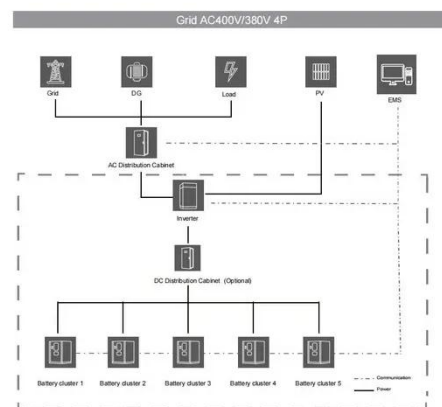 Grid AC400V/380V 4P
Grid
DG
Load
PV
EMS
AC Distribution Cabinet
Inverter
DC Distribution Cabinet (Optional)
Battery cluster 1
Battery cluster 2
Battery cluster 3
Battery cluster 4
Battery cluster 5
Communication
Power